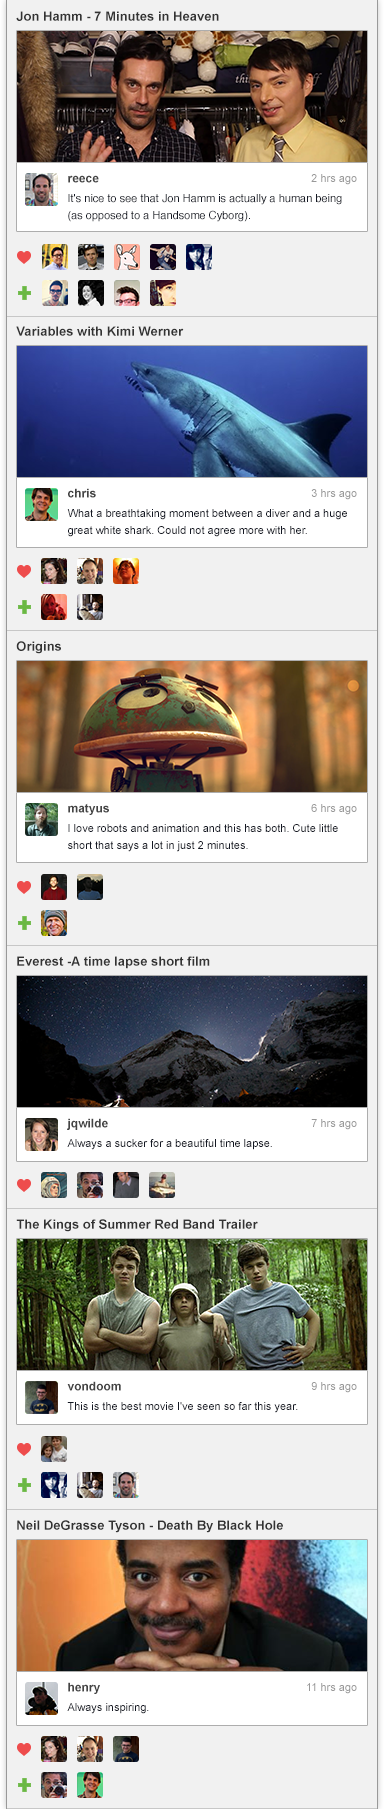 Jon Hamm - 7 Minutes in Heaven
reece
2 hrs ago
It's nice to see that Jon Hamm is actually a human being
(as opposed to a Handsome Cyborg).
Variables with Kimi Werner
chris
3 hrs ago
What a breathtaking moment between a diver and a huge
great white shark. Could not agree more with her.
Origins
matyus
6 hrs ago
I love robots and animation and this has both. Cute little
short that says a lot in just 2 minutes.
Everest -A time lapse short film
jqwilde
7 hrs ago
Always a sucker for a beautiful time lapse.
The Kings of Summer Red Band Trailer
vondoom
9 hrs ago
This is the best movie I've seen so far this year.
Neil DeGrasse Tyson - Death By Black Hole
henry
11 hrs ago
Always inspiring.